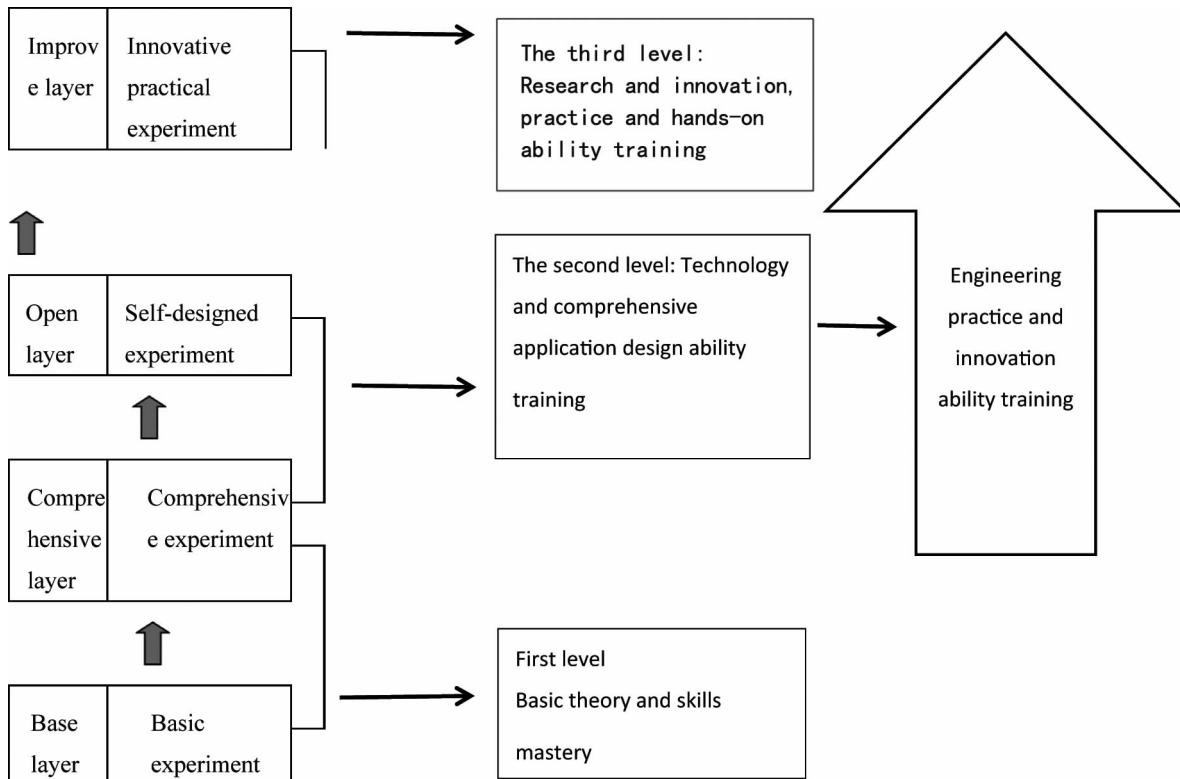 Improv
e layer
Innovative
practical
experiment
The third level:
Research and innovation,
practice and hands-on
ability training
Open
layer
Self-designed
experiment
The second level: Technology
and comprehensive
application design ability
training
Engineering
practice and
innovation
ability training
Compre
hensive
layer
Comprehensiv
e experiment
Base
layer
Basic
experiment
First level
Basic theory and skills
mastery